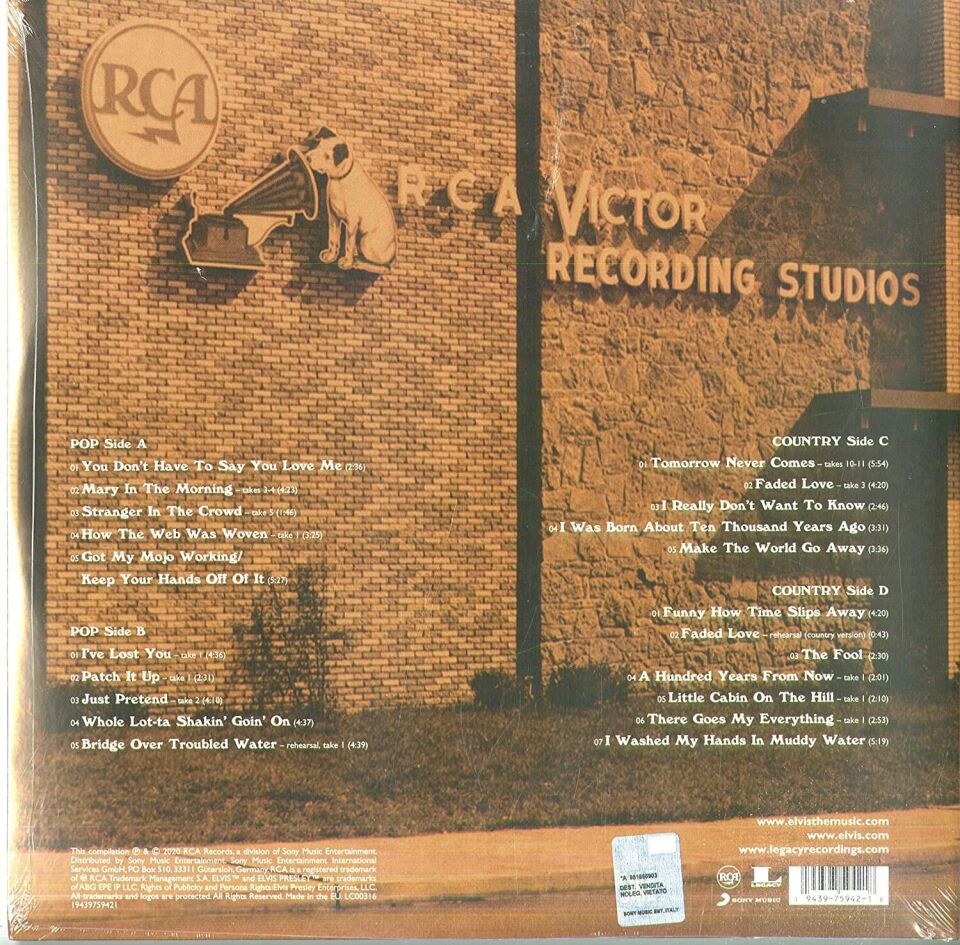 RCA
RCA VICTOR
RECORDING STUDIOS
POP Side A
01 You Don't Have To Say You Love Me (2:36)
02 Mary In The Morning – takes 3-4 (4:23)
03 Stranger In The Crowd – take 5 (1:46)
04 How The Web Was Woven – take 1 (3:25)
05 Got My Mojo Working/
Keep Your Hands Off Of It (5:27)
POP Side B
01 I've Lost You – take 1 (4:36)
02 Patch It Up – take 1 (2:31)
03 Just Pretend – take 2 (4:10)
04 Whole Lot-ta Shakin' Goin' On (4:37)
05 Bridge Over Troubled Water – rehearsal, take 1 (4:39)
COUNTRY Side C
01 Tomorrow Never Comes – takes 10-11 (5:54)
02 Faded Love – take 3 (4:20)
03 I Really Don't Want To Know (2:46)
04 I Was Born About Ten Thousand Years Ago (3:31)
05 Make The World Go Away (3:36)
COUNTRY Side D
01 Funny How Time Slips Away (4:20)
02 Faded Love – rehearsal (country version) (0:43)
03 The Fool (2:30)
04 A Hundred Years From Now – take 1 (2:01)
05 Little Cabin On The Hill – take 1 (2:10)
06 There Goes My Everything – take 1 (2:53)
07 I Washed My Hands In Muddy Water (5:19)
This compilation ℗ & © 2020 RCA Records, a division of Sony Music Entertainment.
Distributed by Sony Music Entertainment. Sony Music Entertainment International
Services GmbH, PO Box 510, 33311 Gütersloh, Germany. RCA is a registered trademark
of ® RCA Trademark Management S.A. ELVIS™ and ELVIS PRESLEY™ are trademarks
of ABG EPE IP LLC. Rights of Publicity and Persona Rights: Elvis Presley Enterprises, LLC.
All trademarks and logos are protected. All Rights Reserved. Made in the EU. LC00316
19439759421
www.elvisthemusic.com
www.elvis.com
www.legacyrecordings.com
DEST. VENDITA
NOLEG. VIETATO
SONY MUSIC ENT. ITALY
RCA
SONY MUSIC
L
LEGACY
1 9439-75942-1